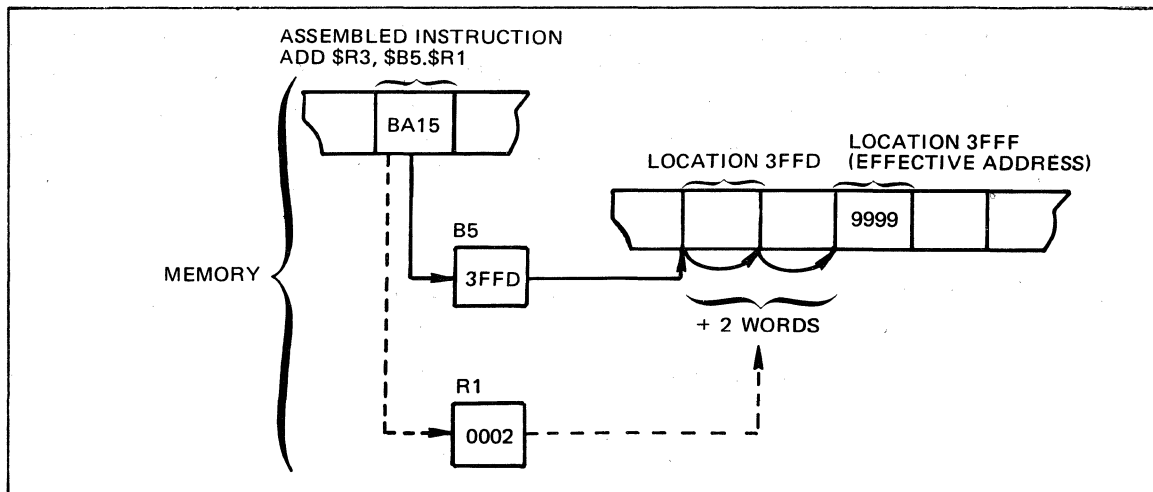 ASSEMBLED INSTRUCTION
ADD $R3, $B5.$R1
BA15
LOCATION 3FFD
LOCATION 3FFF
(EFFECTIVE ADDRESS)
9999
B5
3FFD
MEMORY
+ 2 WORDS
R1
0002